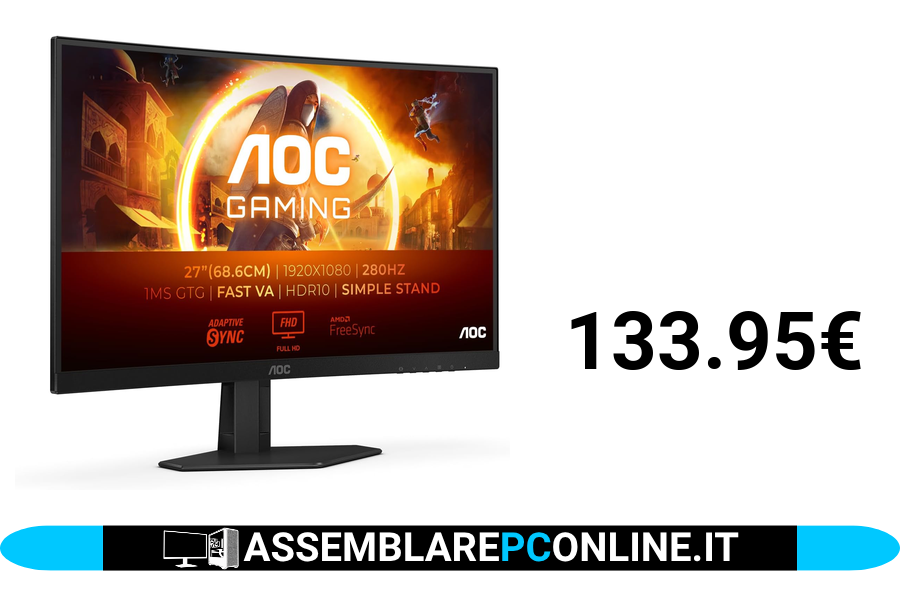 AOC
GAMING
27”(68.6CM) | 1920X1080 | 280HZ
1MS GTG | FAST VA | HDR10 | SIMPLE STAND
ADAPTIVE
SYNC
FHD
FULL HD
AMD
FreeSync
AOC
AOC
133.95€
ASSEMBLAREPCONLINE.IT